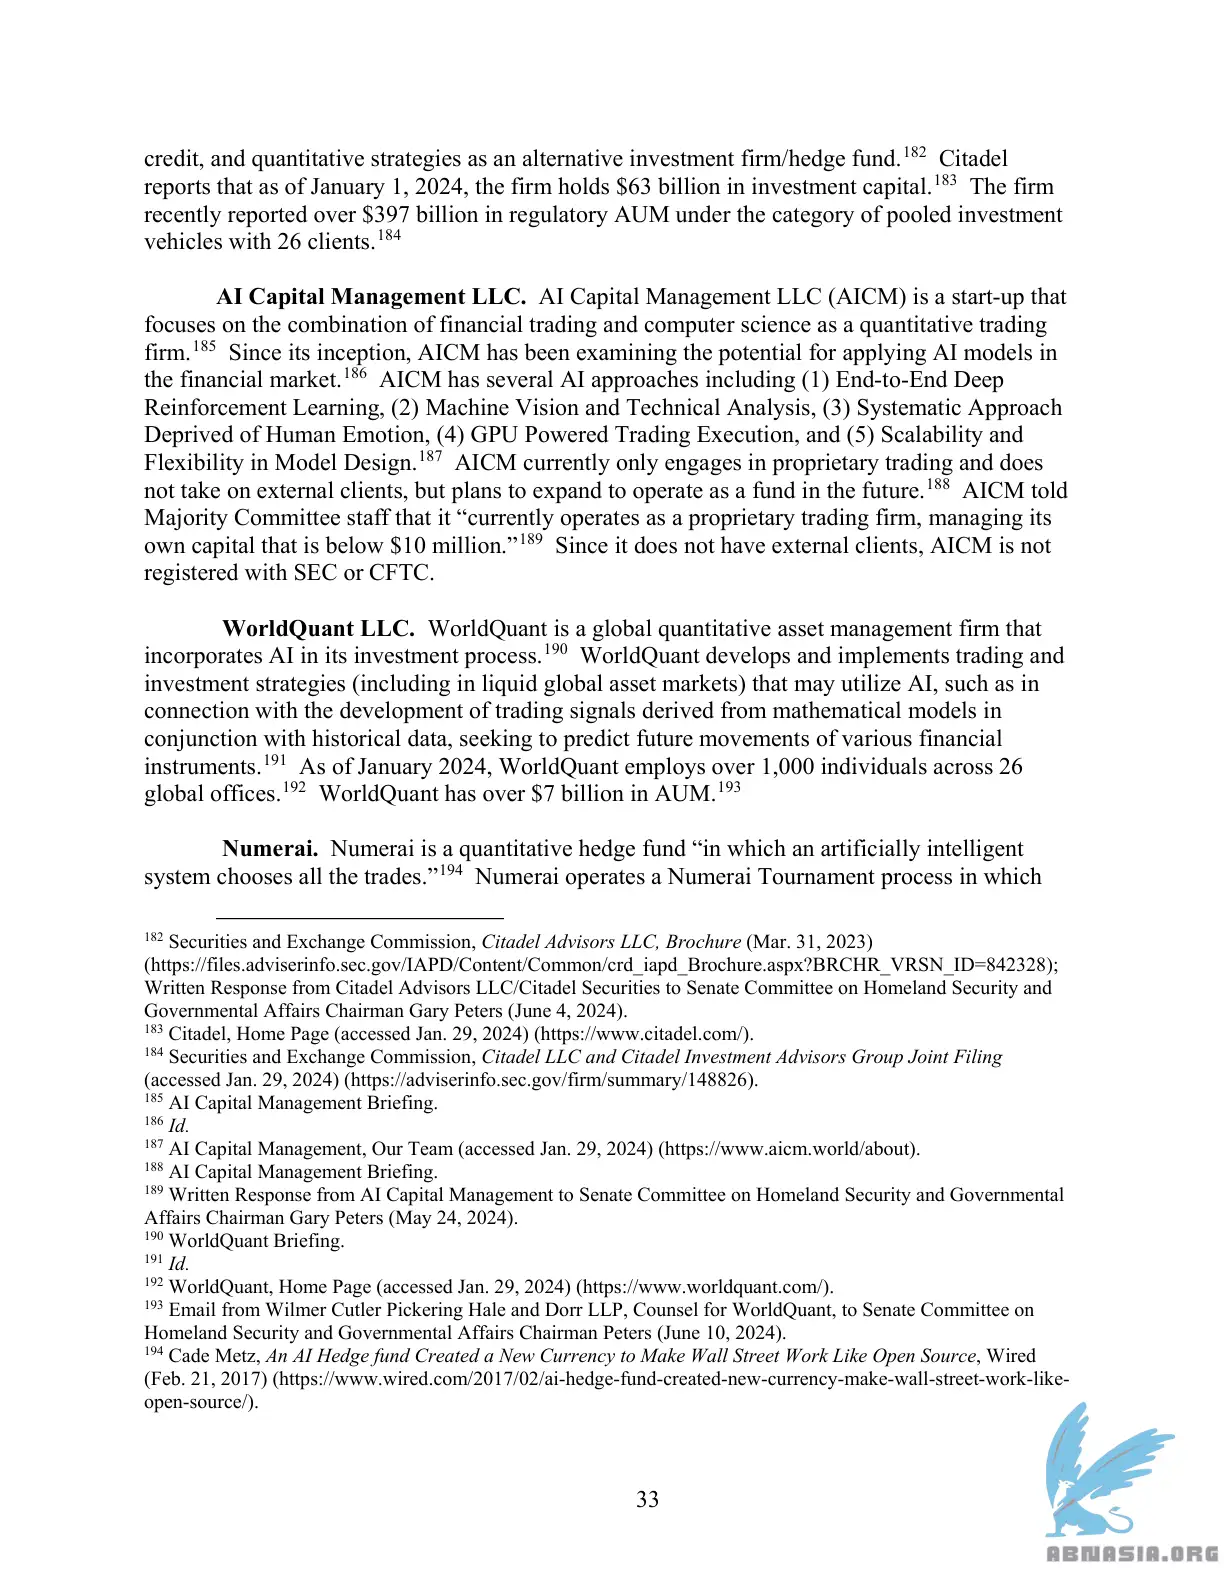 credit, and quantitative strategies as an alternative investment firm/hedge fund.182  Citadel
reports that as of January 1, 2024, the firm holds $63 billion in investment capital.183  The firm
recently reported over $397 billion in regulatory AUM under the category of pooled investment
vehicles with 26 clients.184
AI Capital Management LLC.  AI Capital Management LLC (AICM) is a start-up that
focuses on the combination of financial trading and computer science as a quantitative trading
firm.185  Since its inception, AICM has been examining the potential for applying AI models in
the financial market.186  AICM has several AI approaches including (1) End-to-End Deep
Reinforcement Learning, (2) Machine Vision and Technical Analysis, (3) Systematic Approach
Deprived of Human Emotion, (4) GPU Powered Trading Execution, and (5) Scalability and
Flexibility in Model Design.187  AICM currently only engages in proprietary trading and does
not take on external clients, but plans to expand to operate as a fund in the future.188  AICM told
Majority Committee staff that it “currently operates as a proprietary trading firm, managing its
own capital that is below $10 million.”189  Since it does not have external clients, AICM is not
registered with SEC or CFTC.
WorldQuant LLC.  WorldQuant is a global quantitative asset management firm that
incorporates AI in its investment process.190  WorldQuant develops and implements trading and
investment strategies (including in liquid global asset markets) that may utilize AI, such as in
connection with the development of trading signals derived from mathematical models in
conjunction with historical data, seeking to predict future movements of various financial
instruments.191  As of January 2024, WorldQuant employs over 1,000 individuals across 26
global offices.192  WorldQuant has over $7 billion in AUM.193
Numerai.  Numerai is a quantitative hedge fund “in which an artificially intelligent
system chooses all the trades.”194  Numerai operates a Numerai Tournament process in which
182 Securities and Exchange Commission, Citadel Advisors LLC, Brochure (Mar. 31, 2023)
(https://files.adviserinfo.sec.gov/IAPD/Content/Common/crd_iapd_Brochure.aspx?BRCHR_VRSN_ID=842328);
Written Response from Citadel Advisors LLC/Citadel Securities to Senate Committee on Homeland Security and
Governmental Affairs Chairman Gary Peters (June 4, 2024).
183 Citadel, Home Page (accessed Jan. 29, 2024) (https://www.citadel.com/).
184 Securities and Exchange Commission, Citadel LLC and Citadel Investment Advisors Group Joint Filing
(accessed Jan. 29, 2024) (https://adviserinfo.sec.gov/firm/summary/148826).
185 AI Capital Management Briefing.
186 Id.
187 AI Capital Management, Our Team (accessed Jan. 29, 2024) (https://www.aicm.world/about).
188 AI Capital Management Briefing.
189 Written Response from AI Capital Management to Senate Committee on Homeland Security and Governmental
Affairs Chairman Gary Peters (May 24, 2024).
190 WorldQuant Briefing.
191 Id.
192 WorldQuant, Home Page (accessed Jan. 29, 2024) (https://www.worldquant.com/).
193 Email from Wilmer Cutler Pickering Hale and Dorr LLP, Counsel for WorldQuant, to Senate Committee on
Homeland Security and Governmental Affairs Chairman Peters (June 10, 2024).
194 Cade Metz, An AI Hedge fund Created a New Currency to Make Wall Street Work Like Open Source, Wired
(Feb. 21, 2017) (https://www.wired.com/2017/02/ai-hedge-fund-created-new-currency-make-wall-street-work-like-
open-source/).
33
ABNASIA.ORG